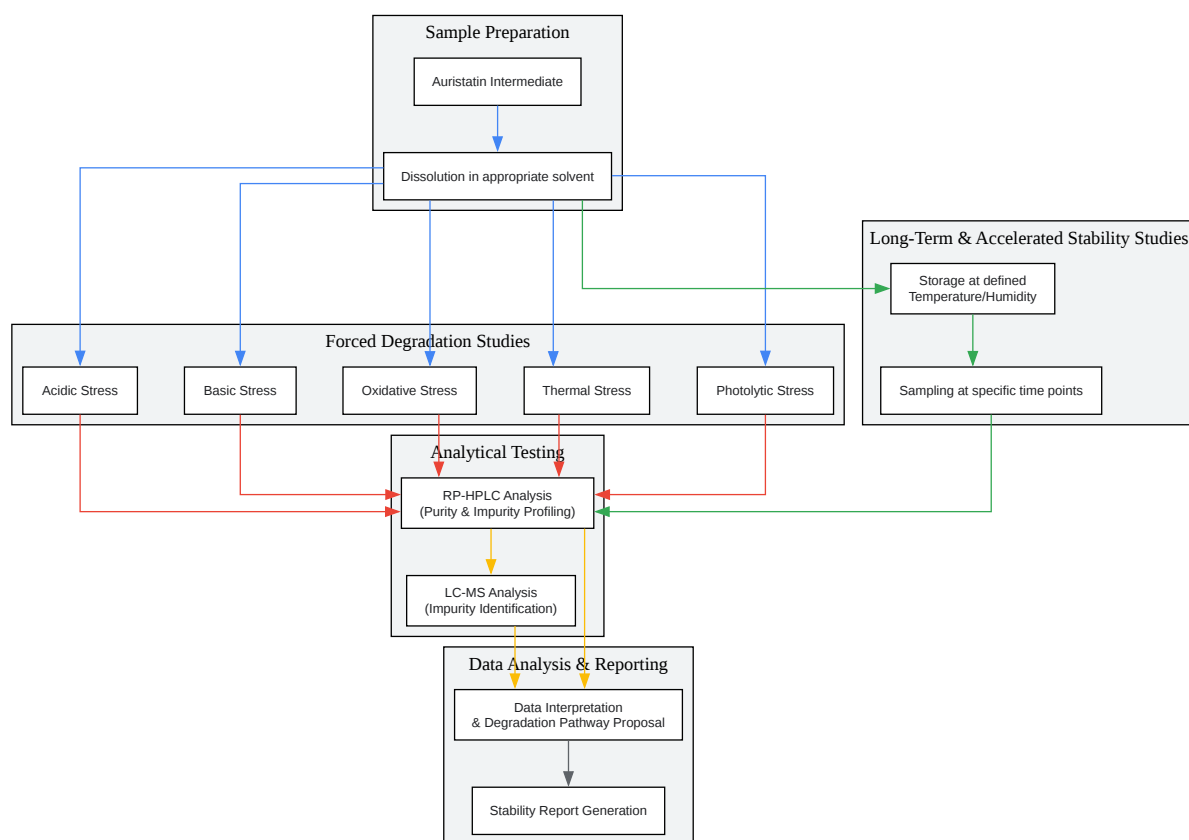 Sample Preparation
Auristatin Intermediate
Dissolution in appropriate solvent
Long-Term & Accelerated Stability Studies
Storage at defined
Temperature/Humidity
Sampling at specific time points
Forced Degradation Studies
Acidic Stress
Basic Stress
Oxidative Stress
Thermal Stress
Photolytic Stress
Analytical Testing
RP-HPLC Analysis
(Purity & Impurity Profiling)
LC-MS Analysis
(Impurity Identification)
Data Analysis & Reporting
Data Interpretation
& Degradation Pathway Proposal
Stability Report Generation